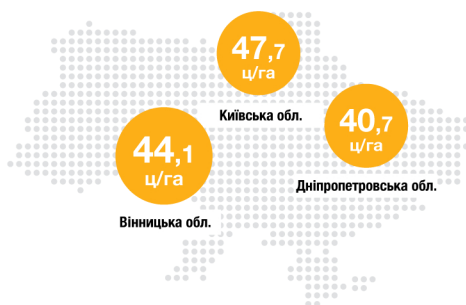 47,7
ц/га
Київська обл.
40,7
ц/га
Дніпропетровська обл.
44,1
ц/га
Вінницька обл.